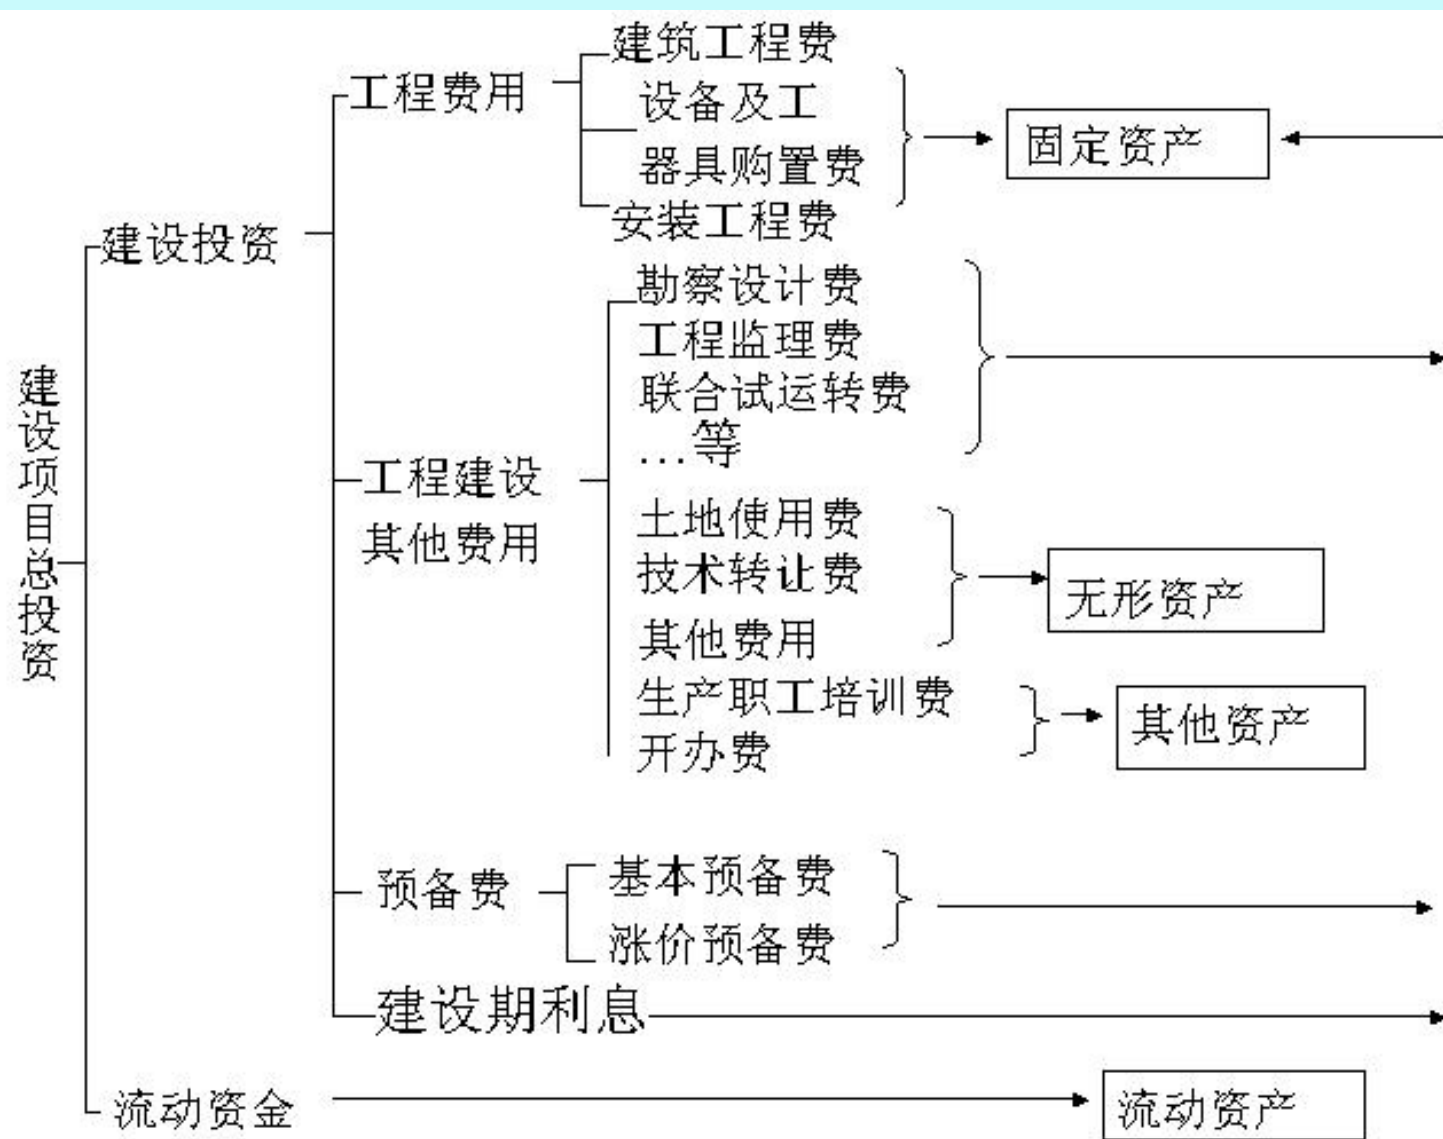 建设项目总投资
建设投资
工程费用
建筑工程费
设备及工
器具购置费
安装工程费
固定资产
工程建设
其他费用
勘察设计费
工程监理费
联合试运转费
…等
土地使用费
技术转让费
其他费用
无形资产
生产职工培训费
开办费
其他资产
预备费
基本预备费
涨价预备费
建设期利息
流动资金
流动资产